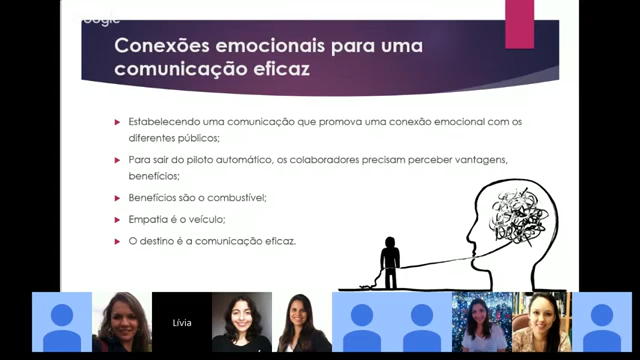 Google
Conexões emocionais para uma
comunicação eficaz
Estabelecendo uma comunicação que promova uma conexão emocional com os
diferentes públicos;
Para sair do piloto automático, os colaboradores precisam perceber vantagens,
benefícios;
Benefícios são o combustível;
Empatia é o veículo;
O destino é a comunicação eficaz.
Lívia